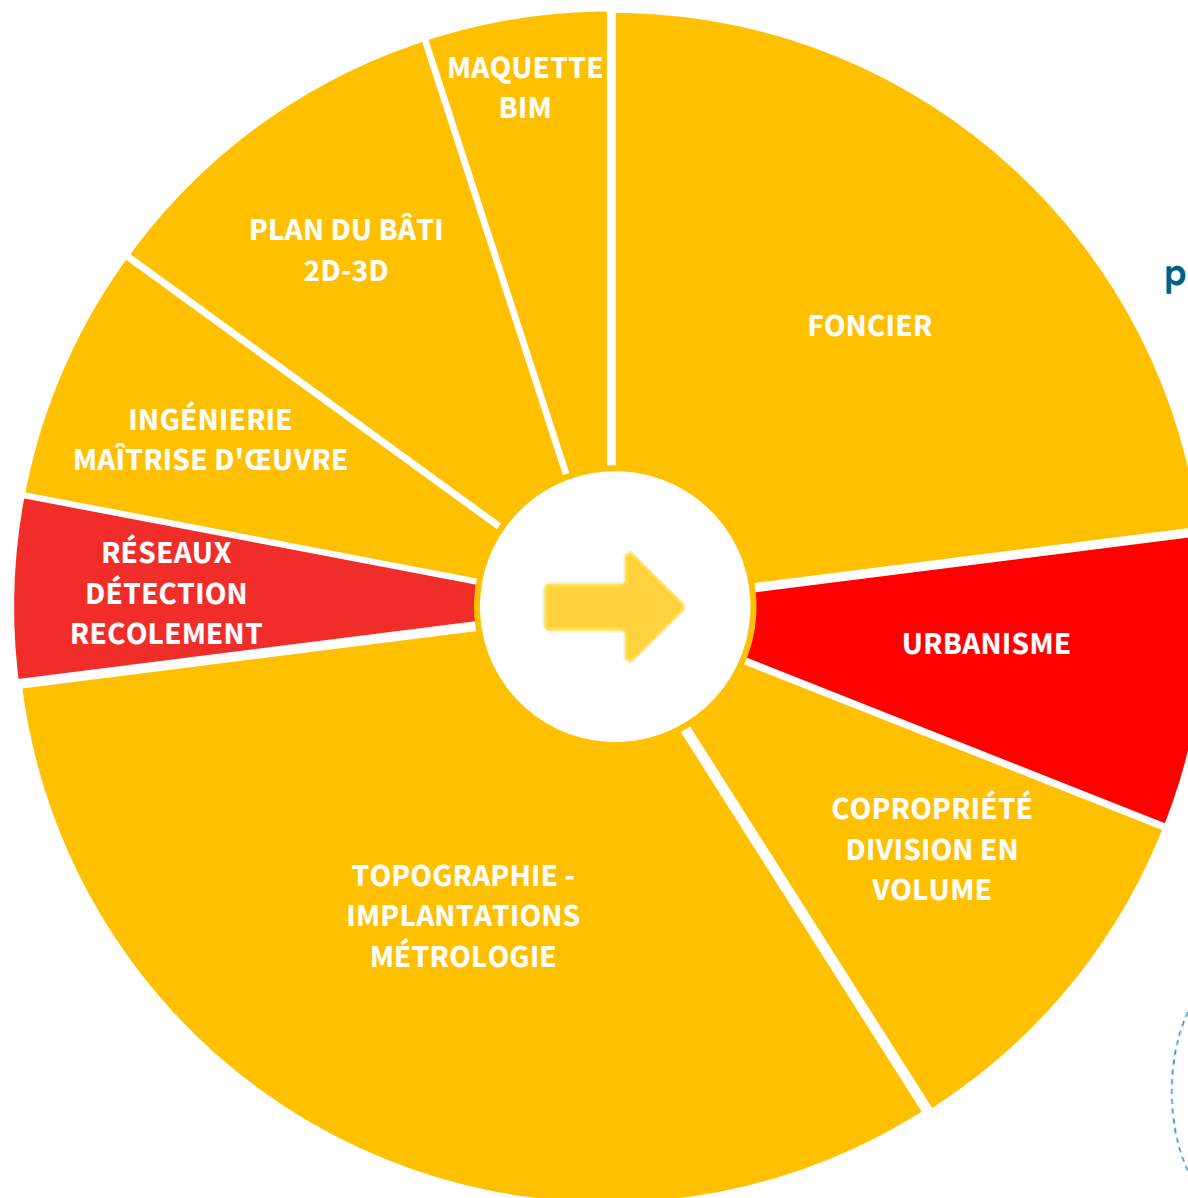 MAQUETTE
BIM
PLAN DU BÂTI
2D-3D
FONCIER
INGÉNIERIE
MAÎTRISE D'ŒUVRE
RÉSEAUX
DÉTECTION
RECOLEMENT
URBANISME
COPROPRIÉTÉ
DIVISION EN
VOLUME
TOPOGRAPHIE -
IMPLANTATIONS
MÉTROLOGIE